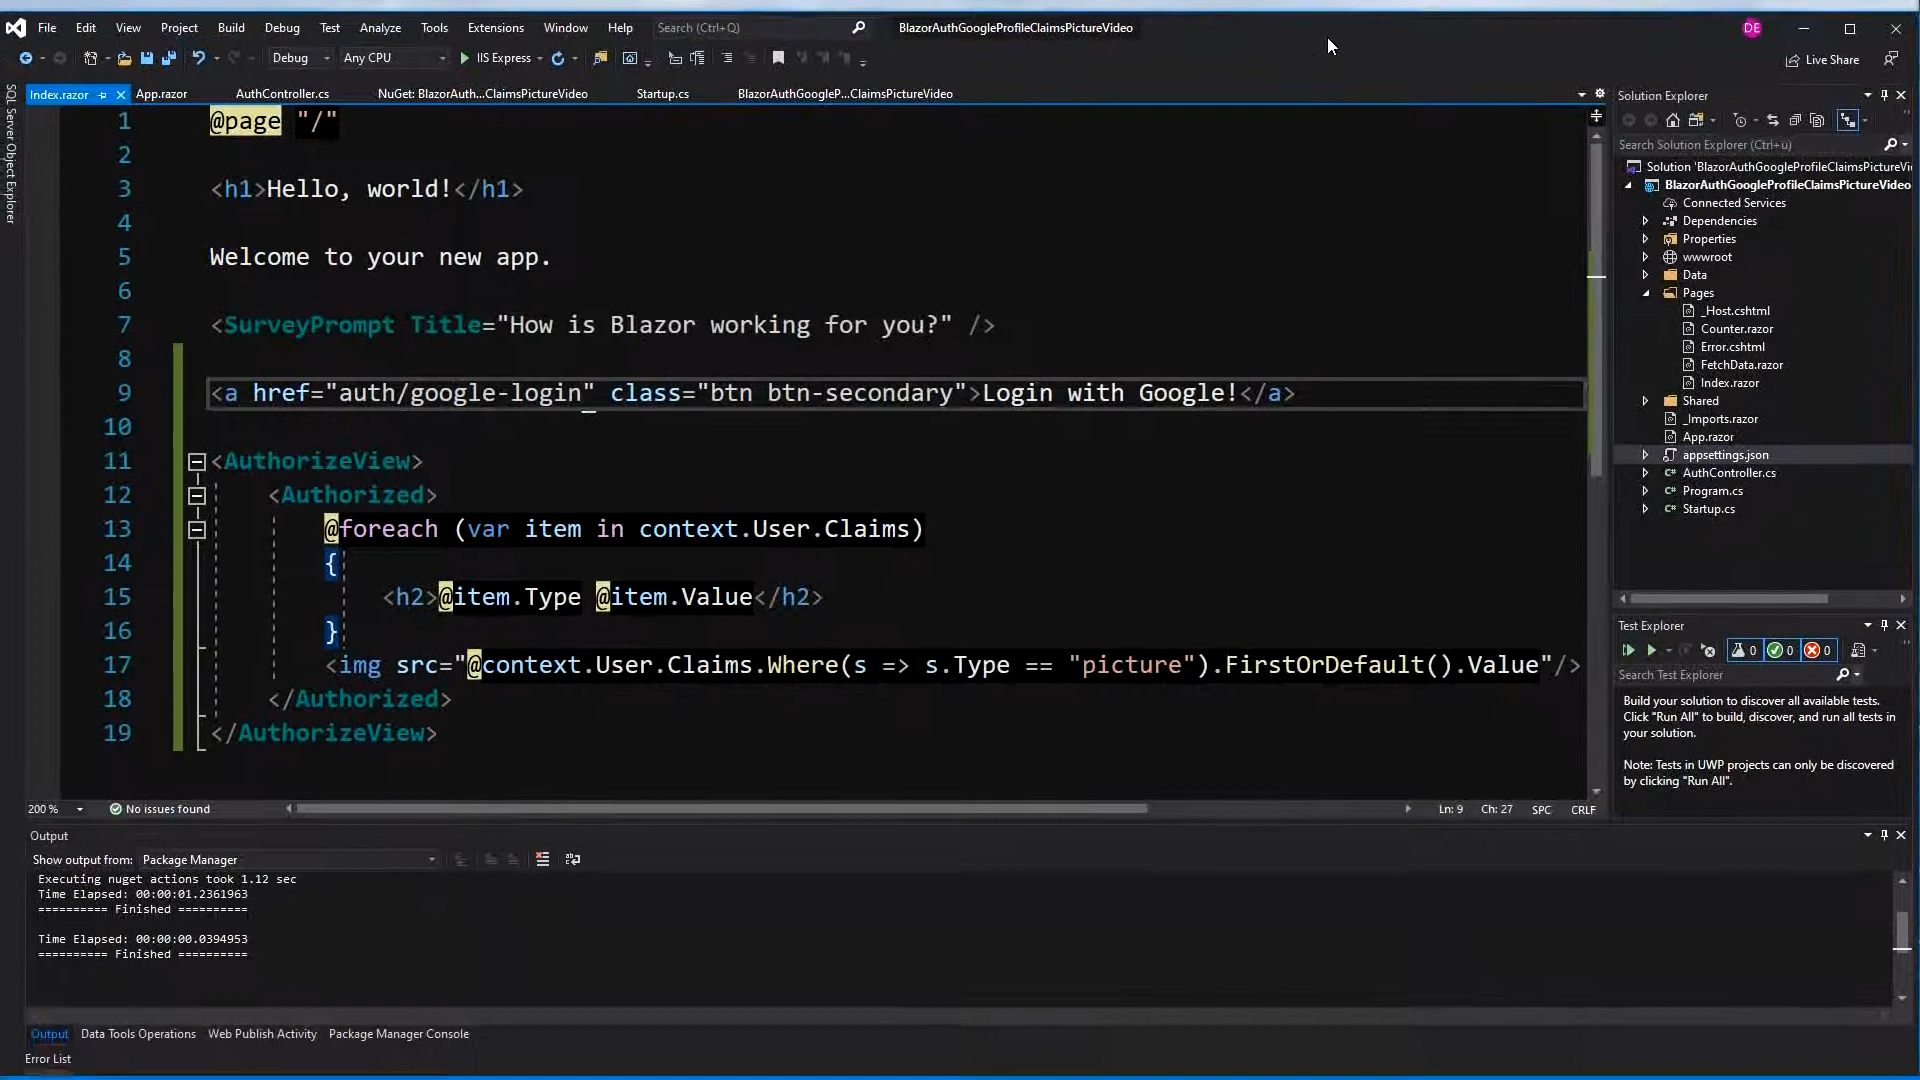 File Edit View Project Build Debug Test Analyze Tools Extensions Window Help Search (Ctrl+Q) BlazorAuthGoogleProfileClaimsPictureVideo DE
Debug Any CPU IIS Express Live Share
Index.razor App.razor AuthController.cs NuGet: BlazorAuth...ClaimsPictureVideo Startup.cs BlazorAuthGoogleP...ClaimsPictureVideo
SQL Server Object Explorer
1 @page "/"
2
3 <h1>Hello, world!</h1>
4
5 Welcome to your new app.
6
7 <SurveyPrompt Title="How is Blazor working for you?" />
8
9 <a href="auth/google-login" class="btn btn-secondary">Login with Google!</a>
10
11 <AuthorizeView>
12 <Authorized>
13 @foreach (var item in context.User.Claims)
14 {
15 <h2>@item.Type @item.Value</h2>
16 }
17 <img src="@context.User.Claims.Where(s => s.Type == "picture").FirstOrDefault().Value"/>
18 </Authorized>
19 </AuthorizeView>
200 % No issues found Ln: 9 Ch: 27 SPC CRLF
Solution Explorer
Search Solution Explorer (Ctrl+ü)
Solution 'BlazorAuthGoogleProfileClaimsPictureVi
BlazorAuthGoogleProfileClaimsPictureVideo
Connected Services
Dependencies
Properties
wwwroot
Data
Pages
_Host.cshtml
Counter.razor
Error.cshtml
FetchData.razor
Index.razor
Shared
_Imports.razor
App.razor
appsettings.json
C# AuthController.cs
C# Program.cs
C# Startup.cs
Test Explorer
0 0 0
Search Test Explorer
Build your solution to discover all available tests.
Click "Run All" to build, discover, and run all tests in
your solution.
Note: Tests in UWP projects can only be discovered
by clicking "Run All".
Output
Show output from: Package Manager
Executing nuget actions took 1.12 sec
Time Elapsed: 00:00:01.2361963
========== Finished ==========
Time Elapsed: 00:00:00.0394953
========== Finished ==========
Output Data Tools Operations Web Publish Activity Package Manager Console
Error List